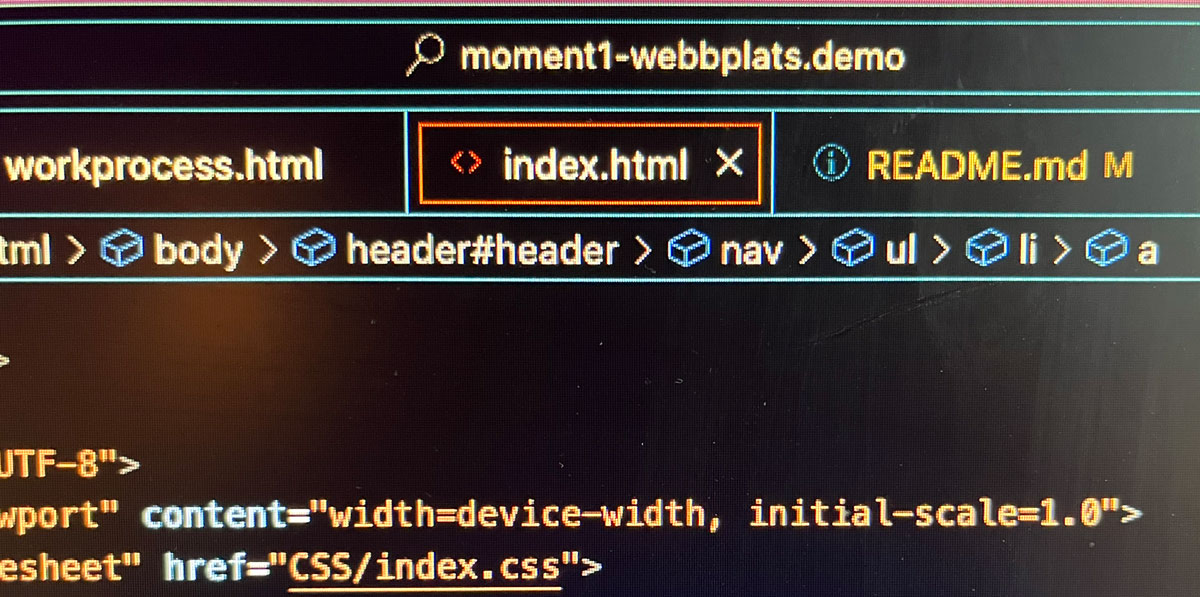 moment1-webbplats.demo
workprocess.html index.html README.md M
tml > body > header#header > nav > ul > li > a
>
UTF-8">
wport" content="width=device-width, initial-scale=1.0">
esheet" href="CSS/index.css">